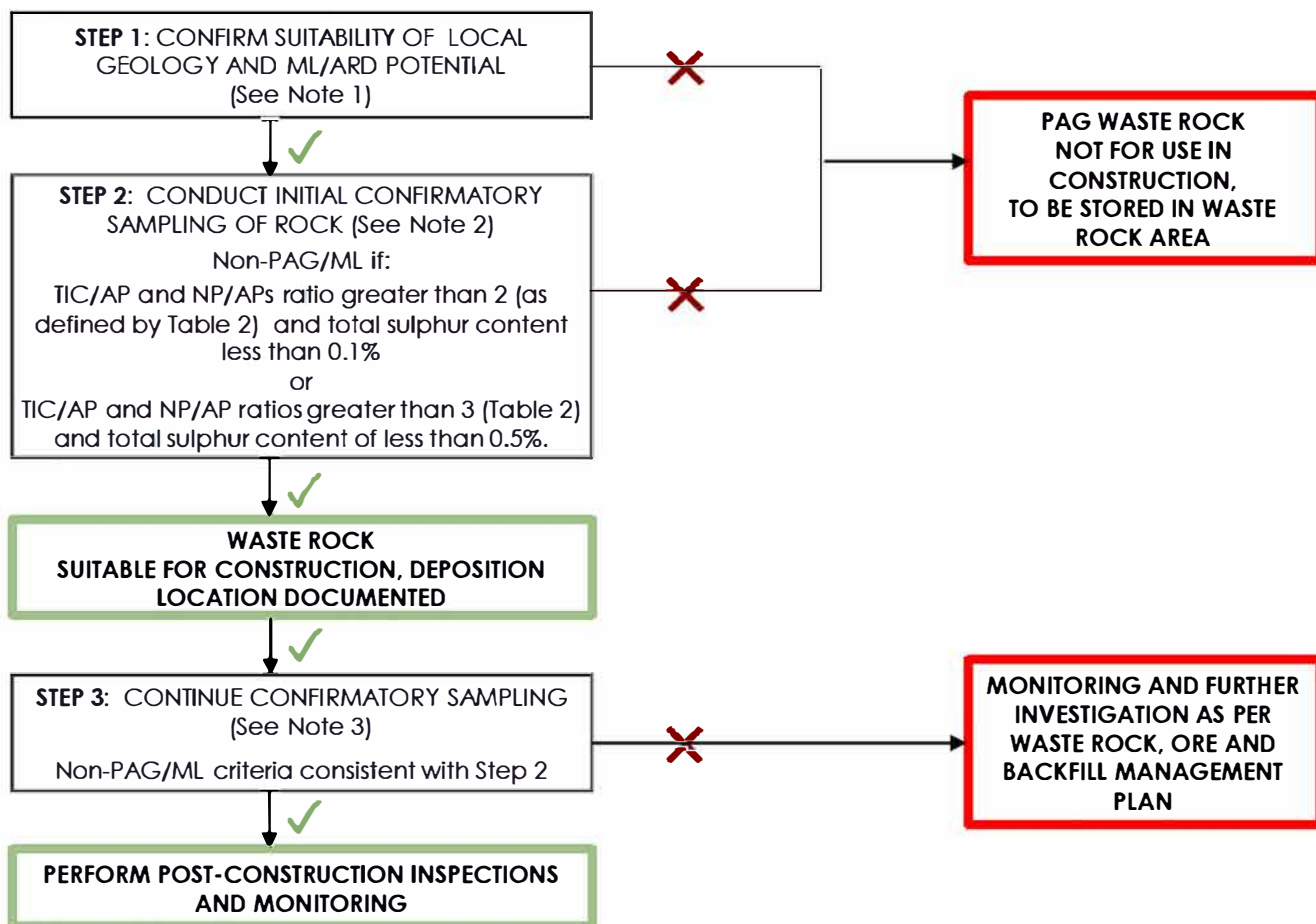 STEP 1: CONFIRM SUITABILITY OF LOCAL
GEOLOGY AND ML/ARD POTENTIAL
(See Note 1)
PAG WASTE ROCK
NOT FOR USE IN
CONSTRUCTION,
TO BE STORED IN WASTE
ROCK AREA
STEP 2: CONDUCT INITIAL CONFIRMATORY
SAMPLING OF ROCK (See Note 2)
Non-PAG/ML if:
TIC/AP and NP/APs ratio greater than 2 (as
defined by Table 2) and total sulphur content
less than 0.1%
or
TIC/AP and NP/AP ratios greater than 3 (Table 2)
and total sulphur content of less than 0.5%.
WASTE ROCK
SUITABLE FOR CONSTRUCTION, DEPOSITION
LOCATION DOCUMENTED
STEP 3: CONTINUE CONFIRMATORY SAMPLING
(See Note 3)
Non-PAG/ML criteria consistent with Step 2
MONITORING AND FURTHER
INVESTIGATION AS PER
WASTE ROCK, ORE AND
BACKFILL MANAGEMENT
PLAN
PERFORM POST-CONSTRUCTION INSPECTIONS
AND MONITORING